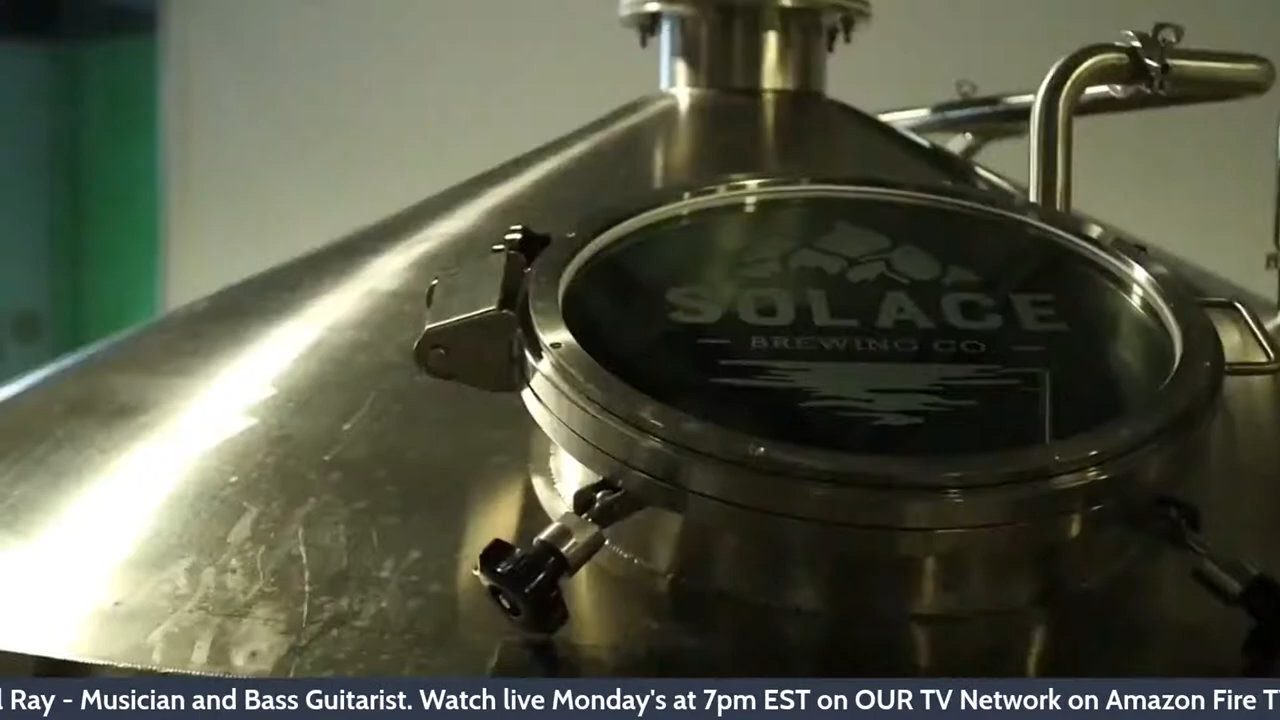 SOLACE
BREWING CO
l Ray - Musician and Bass Guitarist. Watch live Monday's at 7pm EST on OUR TV Network on Amazon Fire T